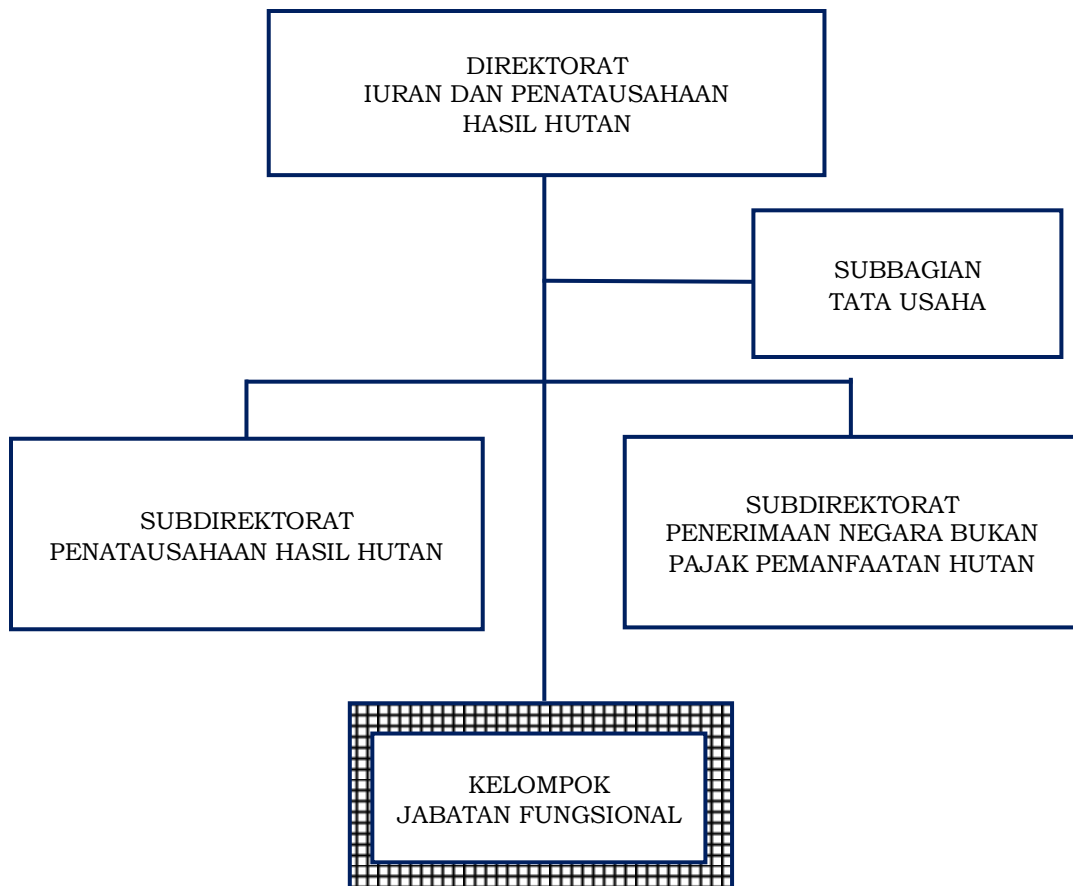 DIREKTORAT
IURAN DAN PENATAUSAHAAN
HASIL HUTAN
SUBBAGIAN
TATA USAHA
SUBDIREKTORAT
PENATAUSAHAAN HASIL HUTAN
SUBDIREKTORAT
PENERIMAAN NEGARA BUKAN
PAJAK PEMANFAATAN HUTAN
KELOMPOK
JABATAN FUNGSIONAL